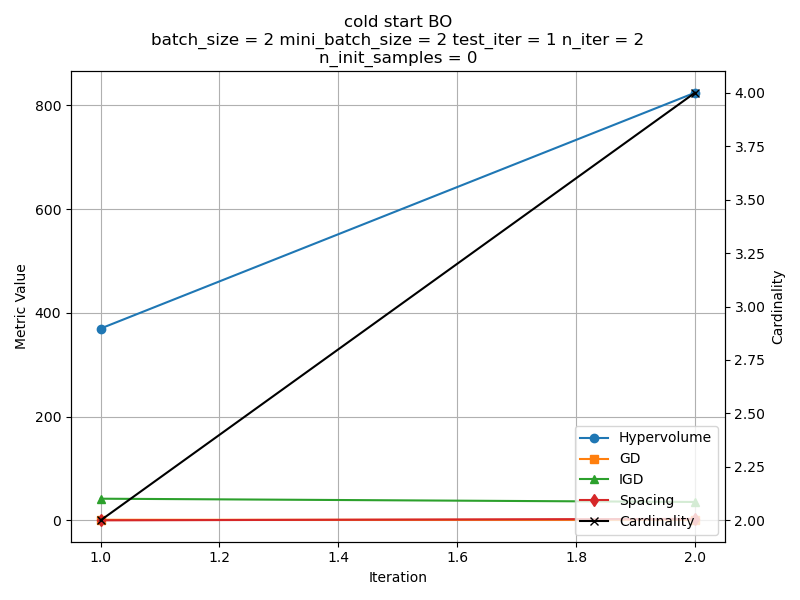 cold start BO
batch_size = 2 mini_batch_size = 2 test_iter = 1 n_iter = 2
n_init_samples = 0
Metric Value
800
600
400
200
0
1.0
1.2
1.4
1.6
1.8
2.0
Iteration
4.00
3.75
3.50
3.25
3.00
2.75
2.50
2.25
2.00
Cardinality
Hypervolume
GD
IGD
Spacing
Cardinality